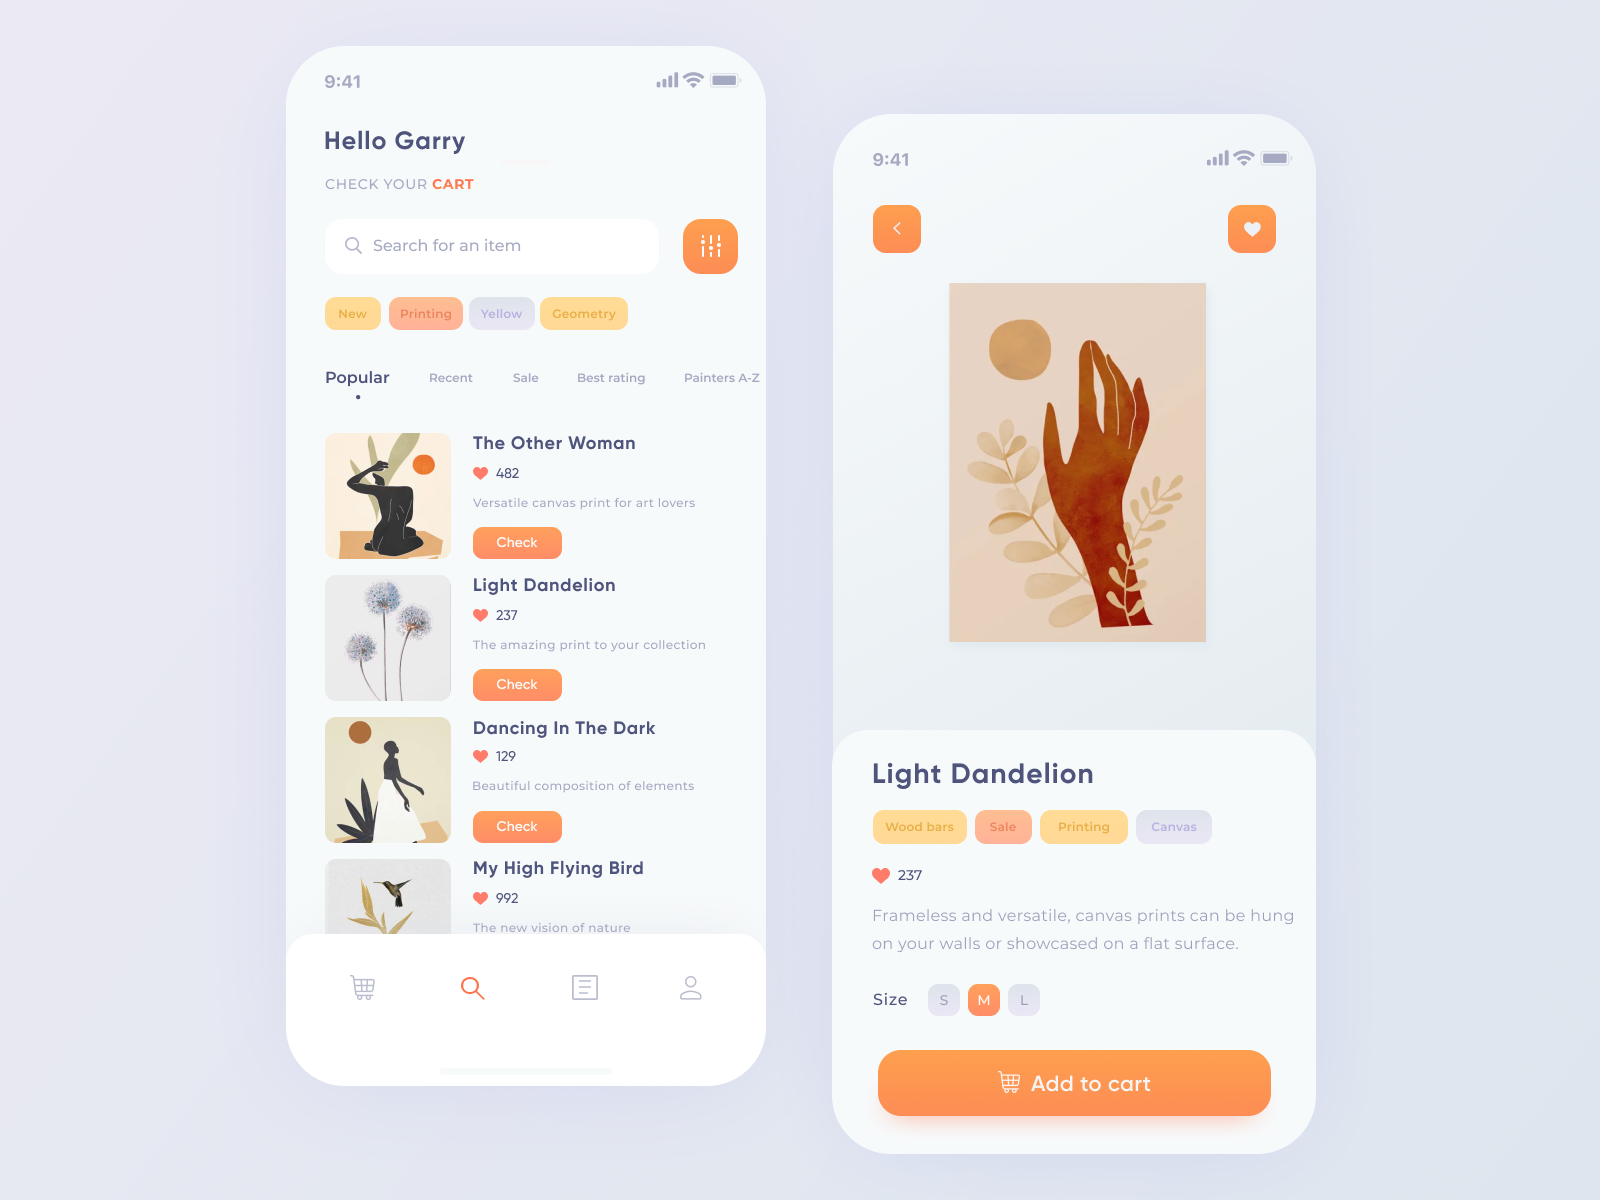 9:41
Hello Garry
CHECK YOUR CART
Search for an item
New Printing Yellow Geometry
Popular Recent Sale Best rating Painters A-Z
The Other Woman
482
Versatile canvas print for art lovers
Check
Light Dandelion
237
The amazing print to your collection
Check
Dancing In The Dark
129
Beautiful composition of elements
Check
My High Flying Bird
992
The new vision of nature
9:41
Light Dandelion
Wood bars Sale Printing Canvas
237
Frameless and versatile, canvas prints can be hung
on your walls or showcased on a flat surface.
Size S M L
Add to cart